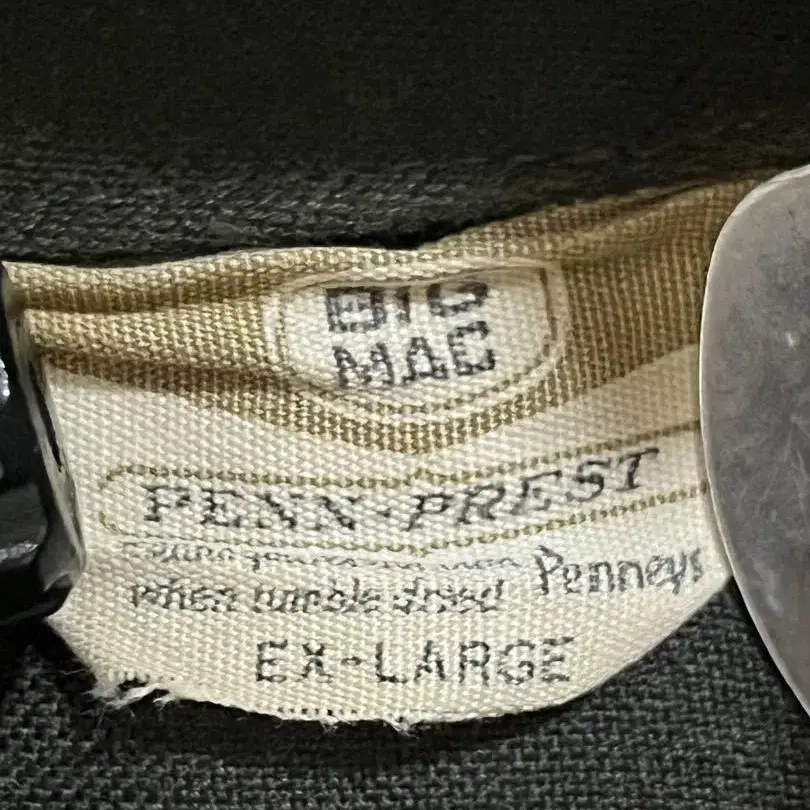 BIG
MAC
PENN-PREST
when tumble dried Penneys
EX-LARGE